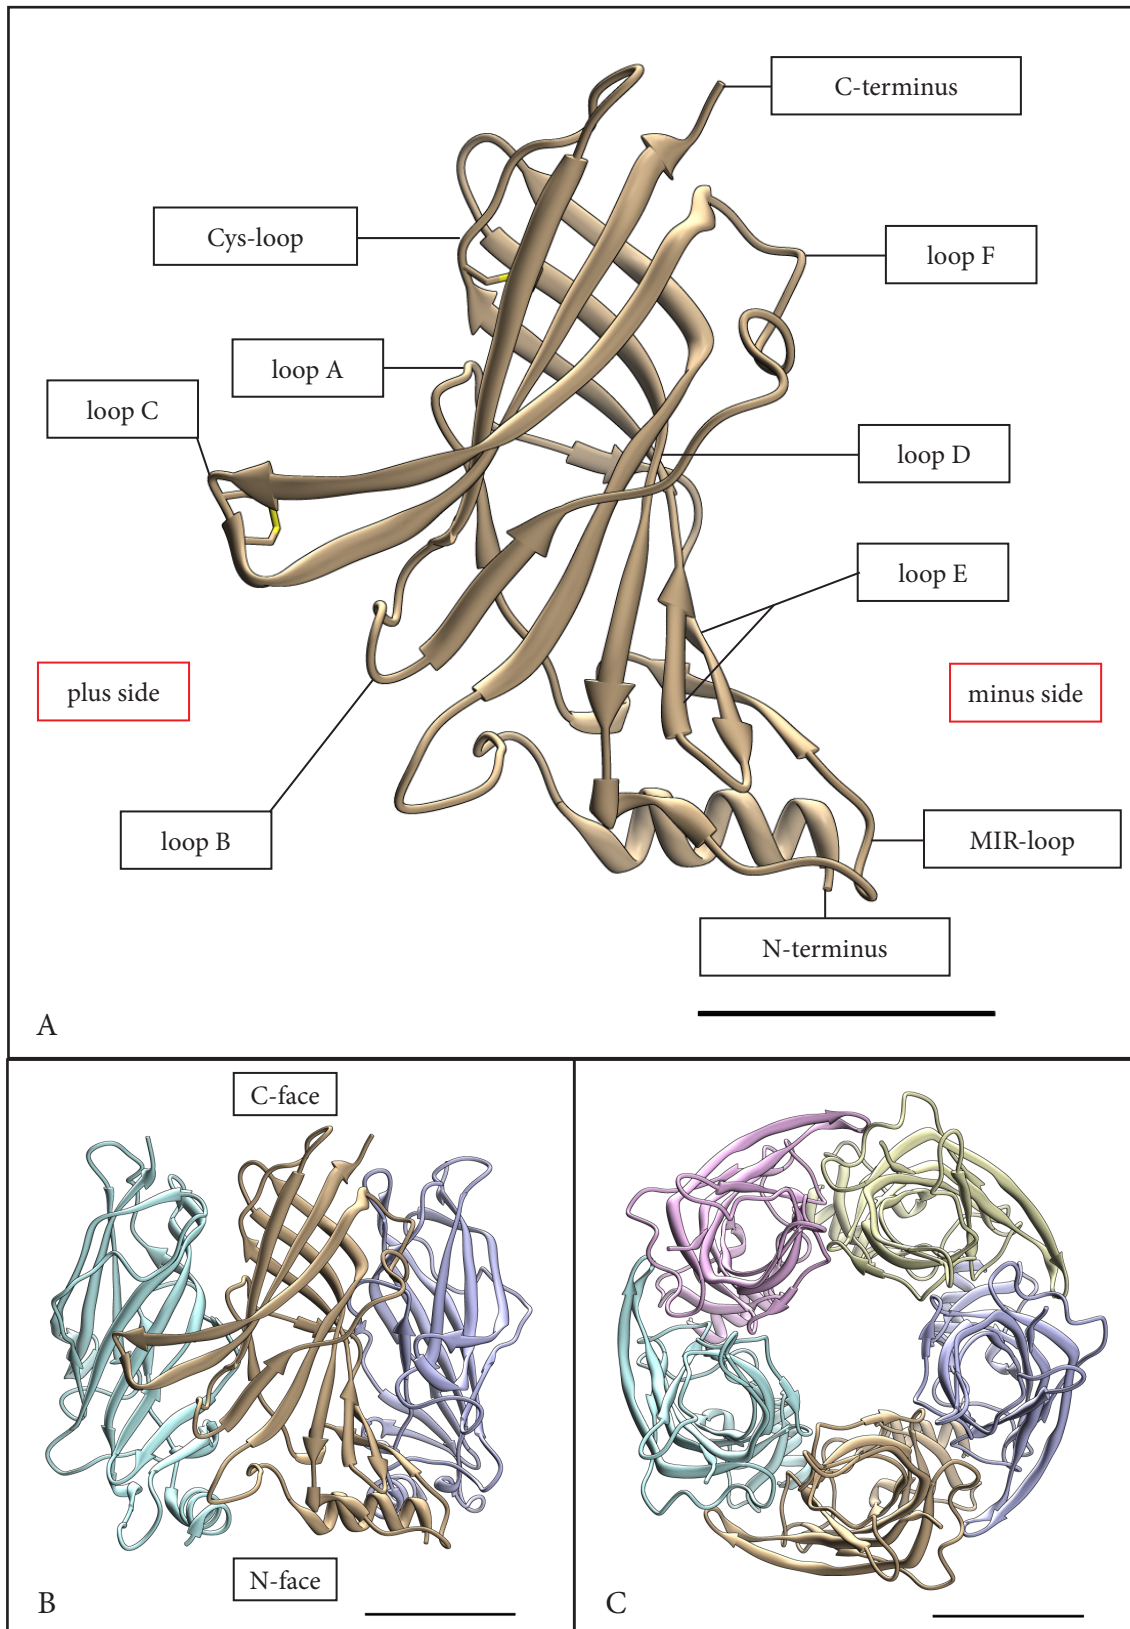 C-terminus
Cys-loop
loop F
loop A
loop C
loop D
loop E
plus side
minus side
loop B
MIR-loop
N-terminus
A
C-face
N-face
B
C